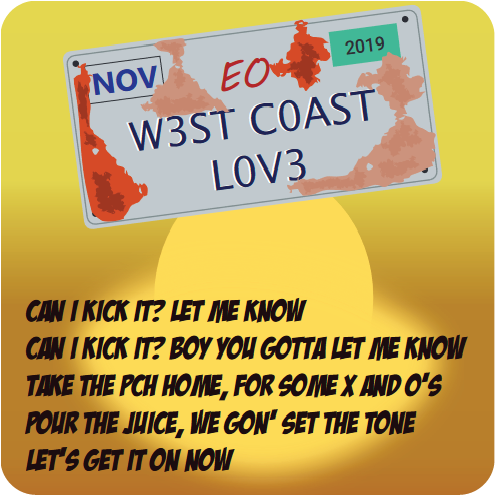 NOV
EO
2019
W3ST C0AST
L0V3
CAN I KICK IT? LET ME KNOW
CAN I KICK IT? BOY YOU GOTTA LET ME KNOW
TAKE THE PCH HOME, FOR SOME X AND O'S
POUR THE JUICE, WE GON' SET THE TONE
LET'S GET IT ON NOW